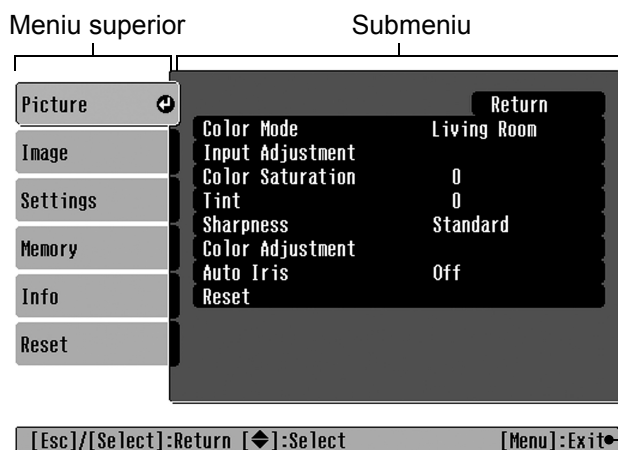 Meniu superior
Submeniu
Picture
Image
Settings
Memory
Info
Reset
Return
Color Mode Living Room
Input Adjustment
Color Saturation 0
Tint 0
Sharpness Standard
Color Adjustment
Auto Iris Off
Reset
[Esc]/[Select]:Return [◆]:Select [Menu]:Exit